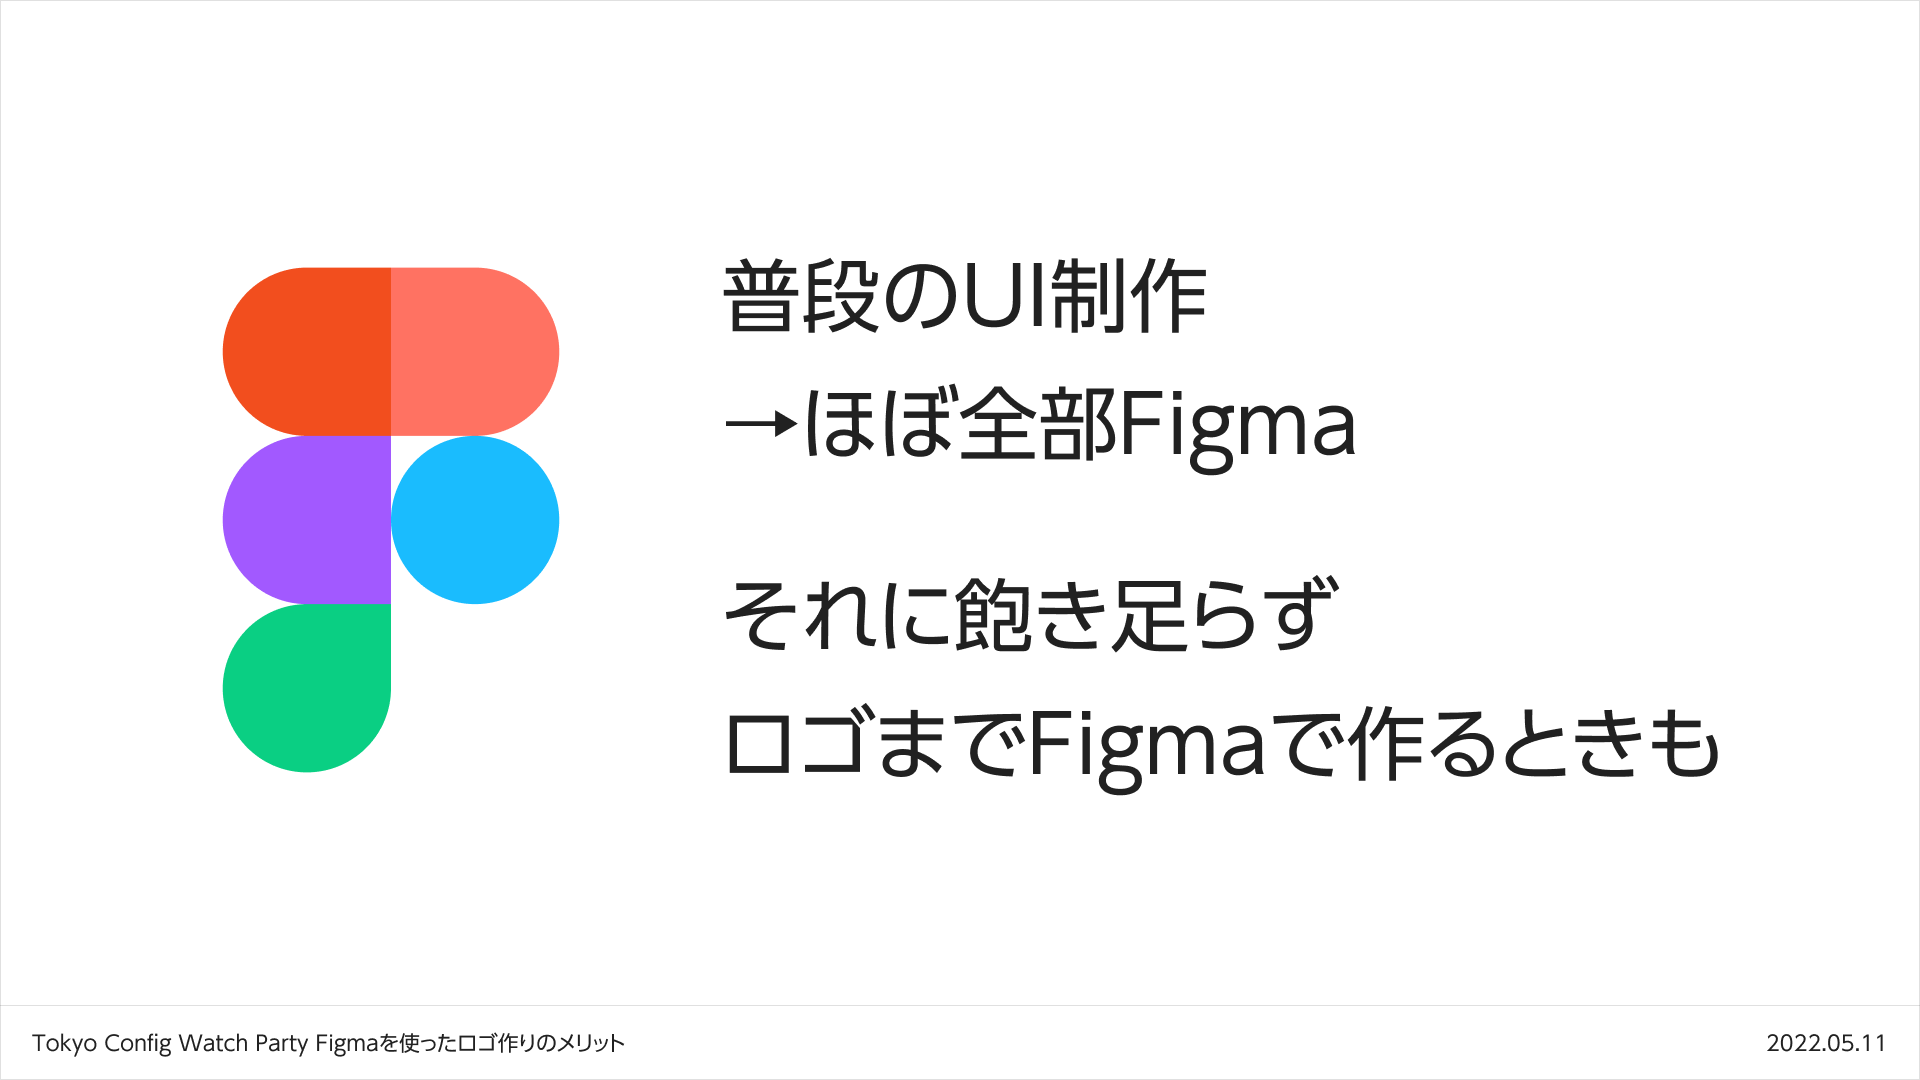 普段のUI制作
→ほぼ全部Figma
それに飽き足らず
ロゴまでFigmaで作るときも
Tokyo Config Watch Party Figmaを使ったロゴ作りのメリット
2022.05.11